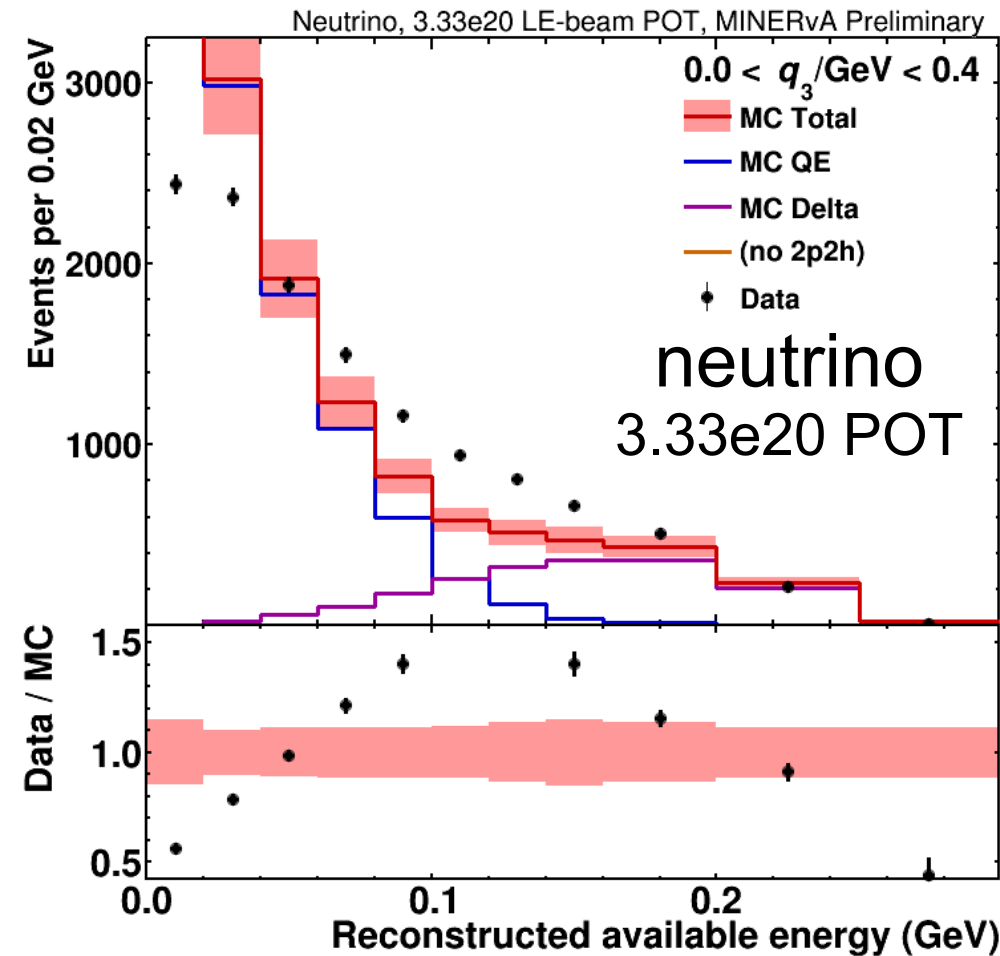 Neutrino, 3.33e20 LE-beam POT, MINERvA Preliminary
Events per 0.02 GeV
3000
2000
1000
0.0 < q3/GeV < 0.4
MC Total
MC QE
MC Delta
(no 2p2h)
Data
neutrino
3.33e20 POT
Data / MC
1.5
1.0
0.5
0.0
0.1
0.2
Reconstructed available energy (GeV)